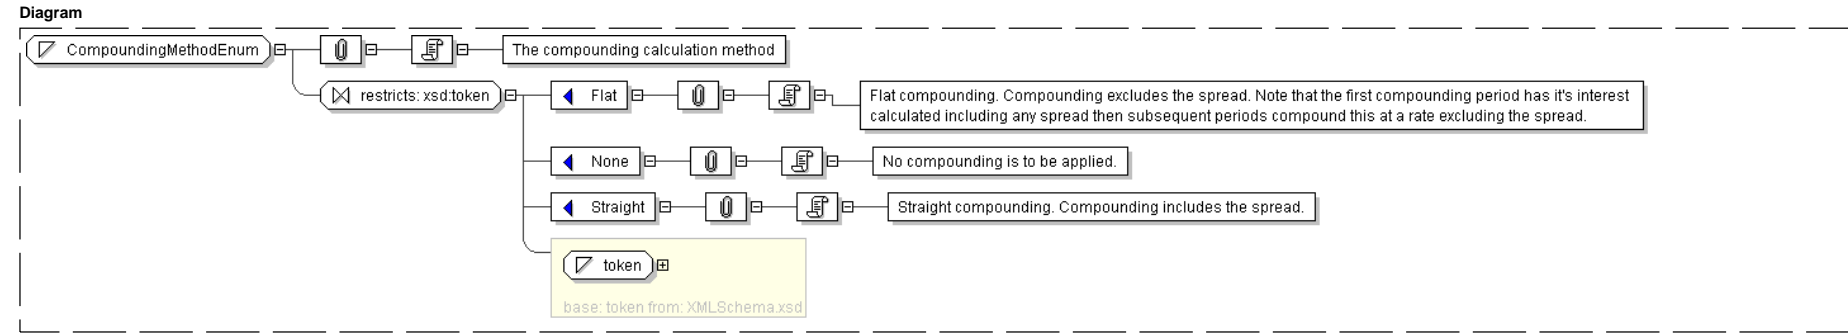 Diagram
CompoundingMethodEnum
The compounding calculation method
restricts: xsd:token
Flat
Flat compounding. Compounding excludes the spread. Note that the first compounding period has it's interest
calculated including any spread then subsequent periods compound this at a rate excluding the spread.
None
No compounding is to be applied.
Straight
Straight compounding. Compounding includes the spread.
token
base: token from: XMLSchema.xsd